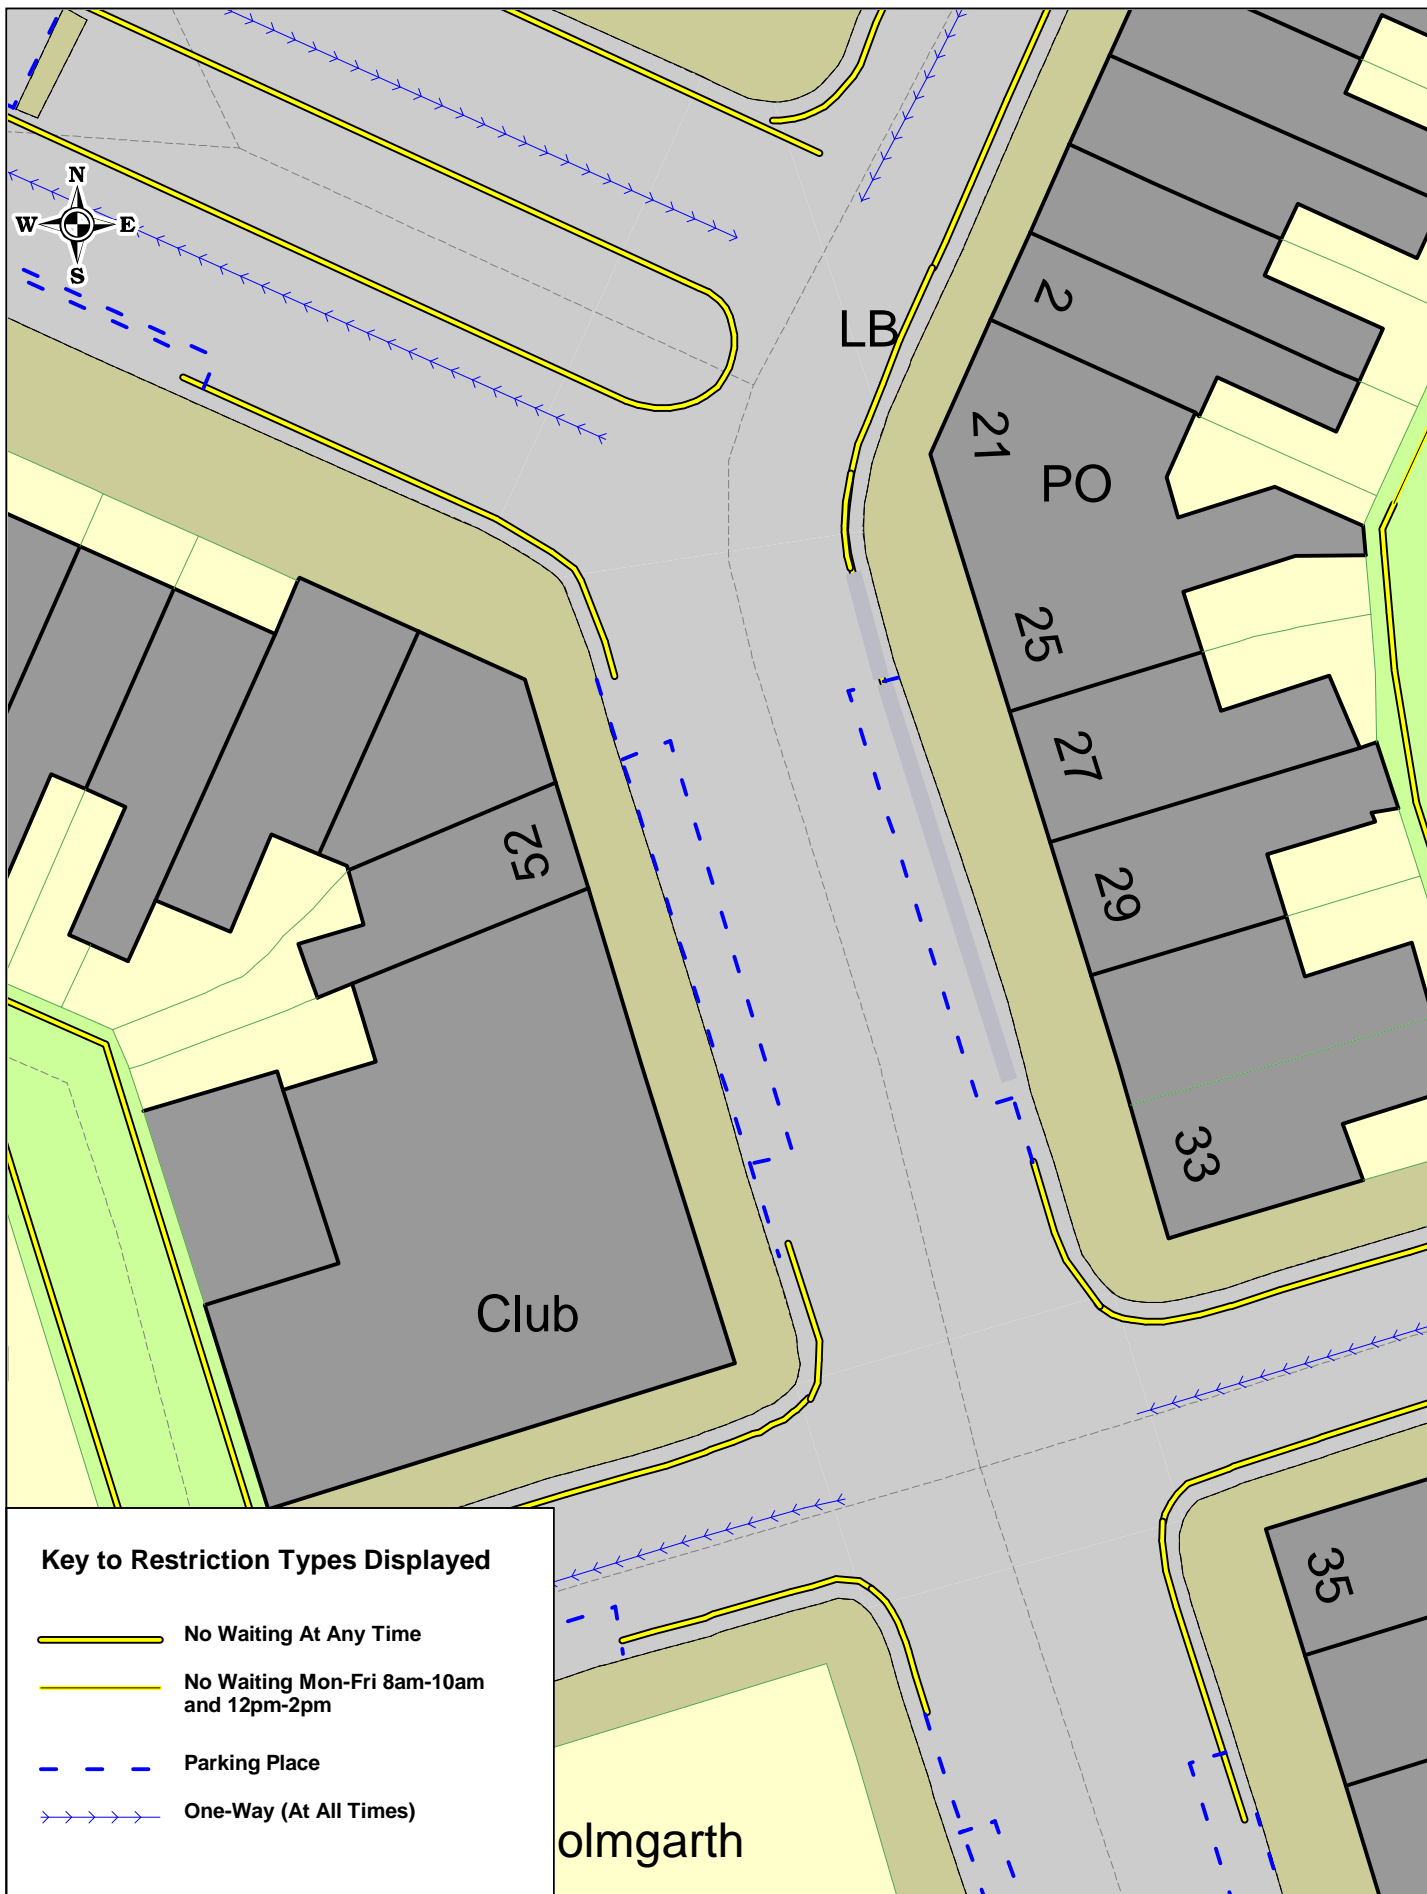 N
W E
S
2
LB
21
PO
25
27
52
29
33
Club
35
olmgarth
Key to Restriction Types Displayed
No Waiting At Any Time
No Waiting Mon-Fri 8am-10am
and 12pm-2pm
Parking Place
One-Way (At All Times)